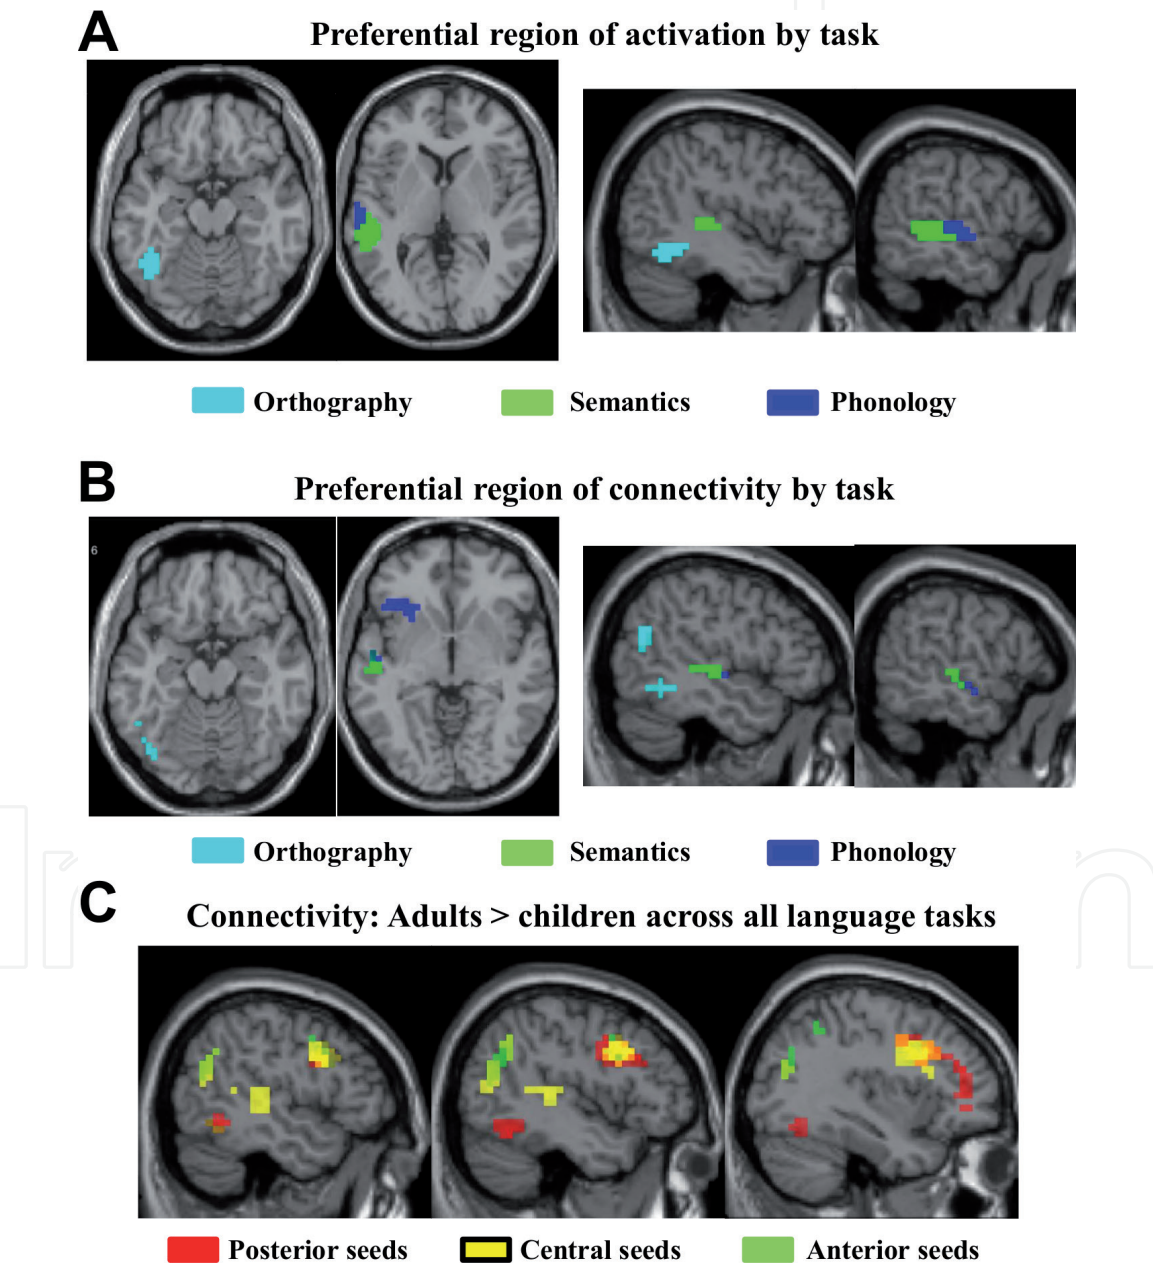 A
Preferential region of activation by task
Orthography
Semantics
Phonology
B
Preferential region of connectivity by task
6
Orthography
Semantics
Phonology
C
Connectivity: Adults > children across all language tasks
Posterior seeds
Central seeds
Anterior seeds